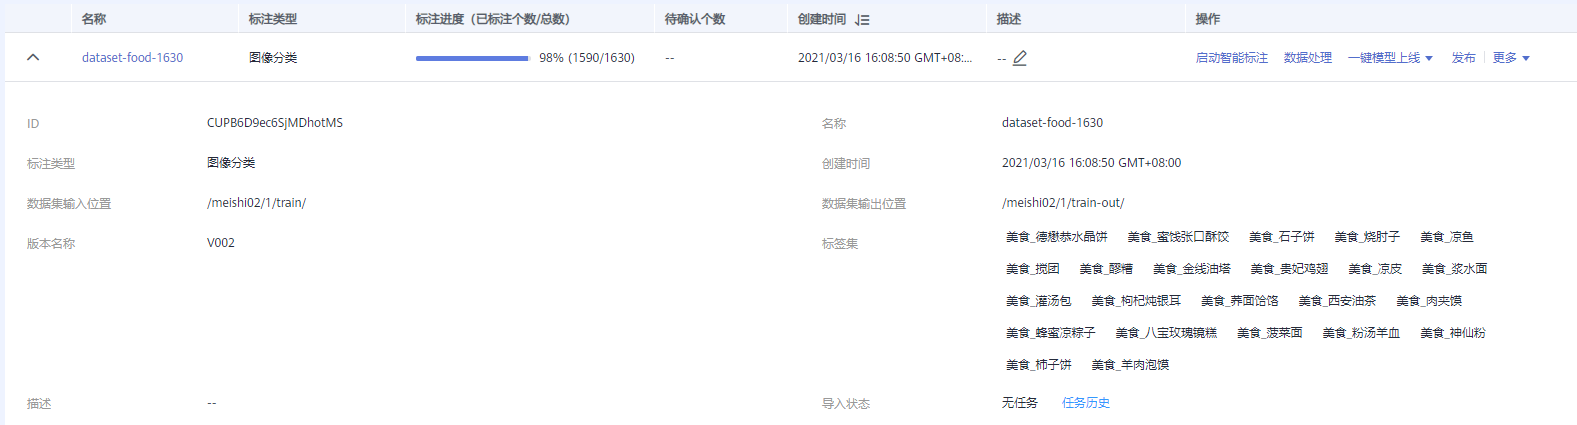 名称 标注类型 标注进度（已标注个数/总数） 待确认个数 创建时间 描述 操作
dataset-food-1630 图像分类 98% (1590/1630) -- 2021/03/16 16:08:50 GMT+08:... -- 启动智能标注 数据处理 一键模型上线 发布 更多
ID CUPB6D9ec6SjMDhotMS 名称 dataset-food-1630
标注类型 图像分类 创建时间 2021/03/16 16:08:50 GMT+08:00
数据集输入位置 /meishi02/1/train/ 数据集输出位置 /meishi02/1/train-out/
版本名称 V002 标签集 美食_德懋恭水晶饼 美食_蜜饯张口酥饺 美食_石子饼 美食_烧肘子 美食_凉鱼
美食_搅团 美食_醪糟 美食_金线油塔 美食_贵妃鸡翅 美食_凉皮 美食_浆水面
美食_灌汤包 美食_枸杞炖银耳 美食_荞面饸饹 美食_西安油茶 美食_肉夹馍
美食_蜂蜜凉粽子 美食_八宝玫瑰镜糕 美食_菠菜面 美食_粉汤羊血 美食_神仙粉
美食_柿子饼 美食_羊肉泡馍
描述 -- 导入状态 无任务 任务历史